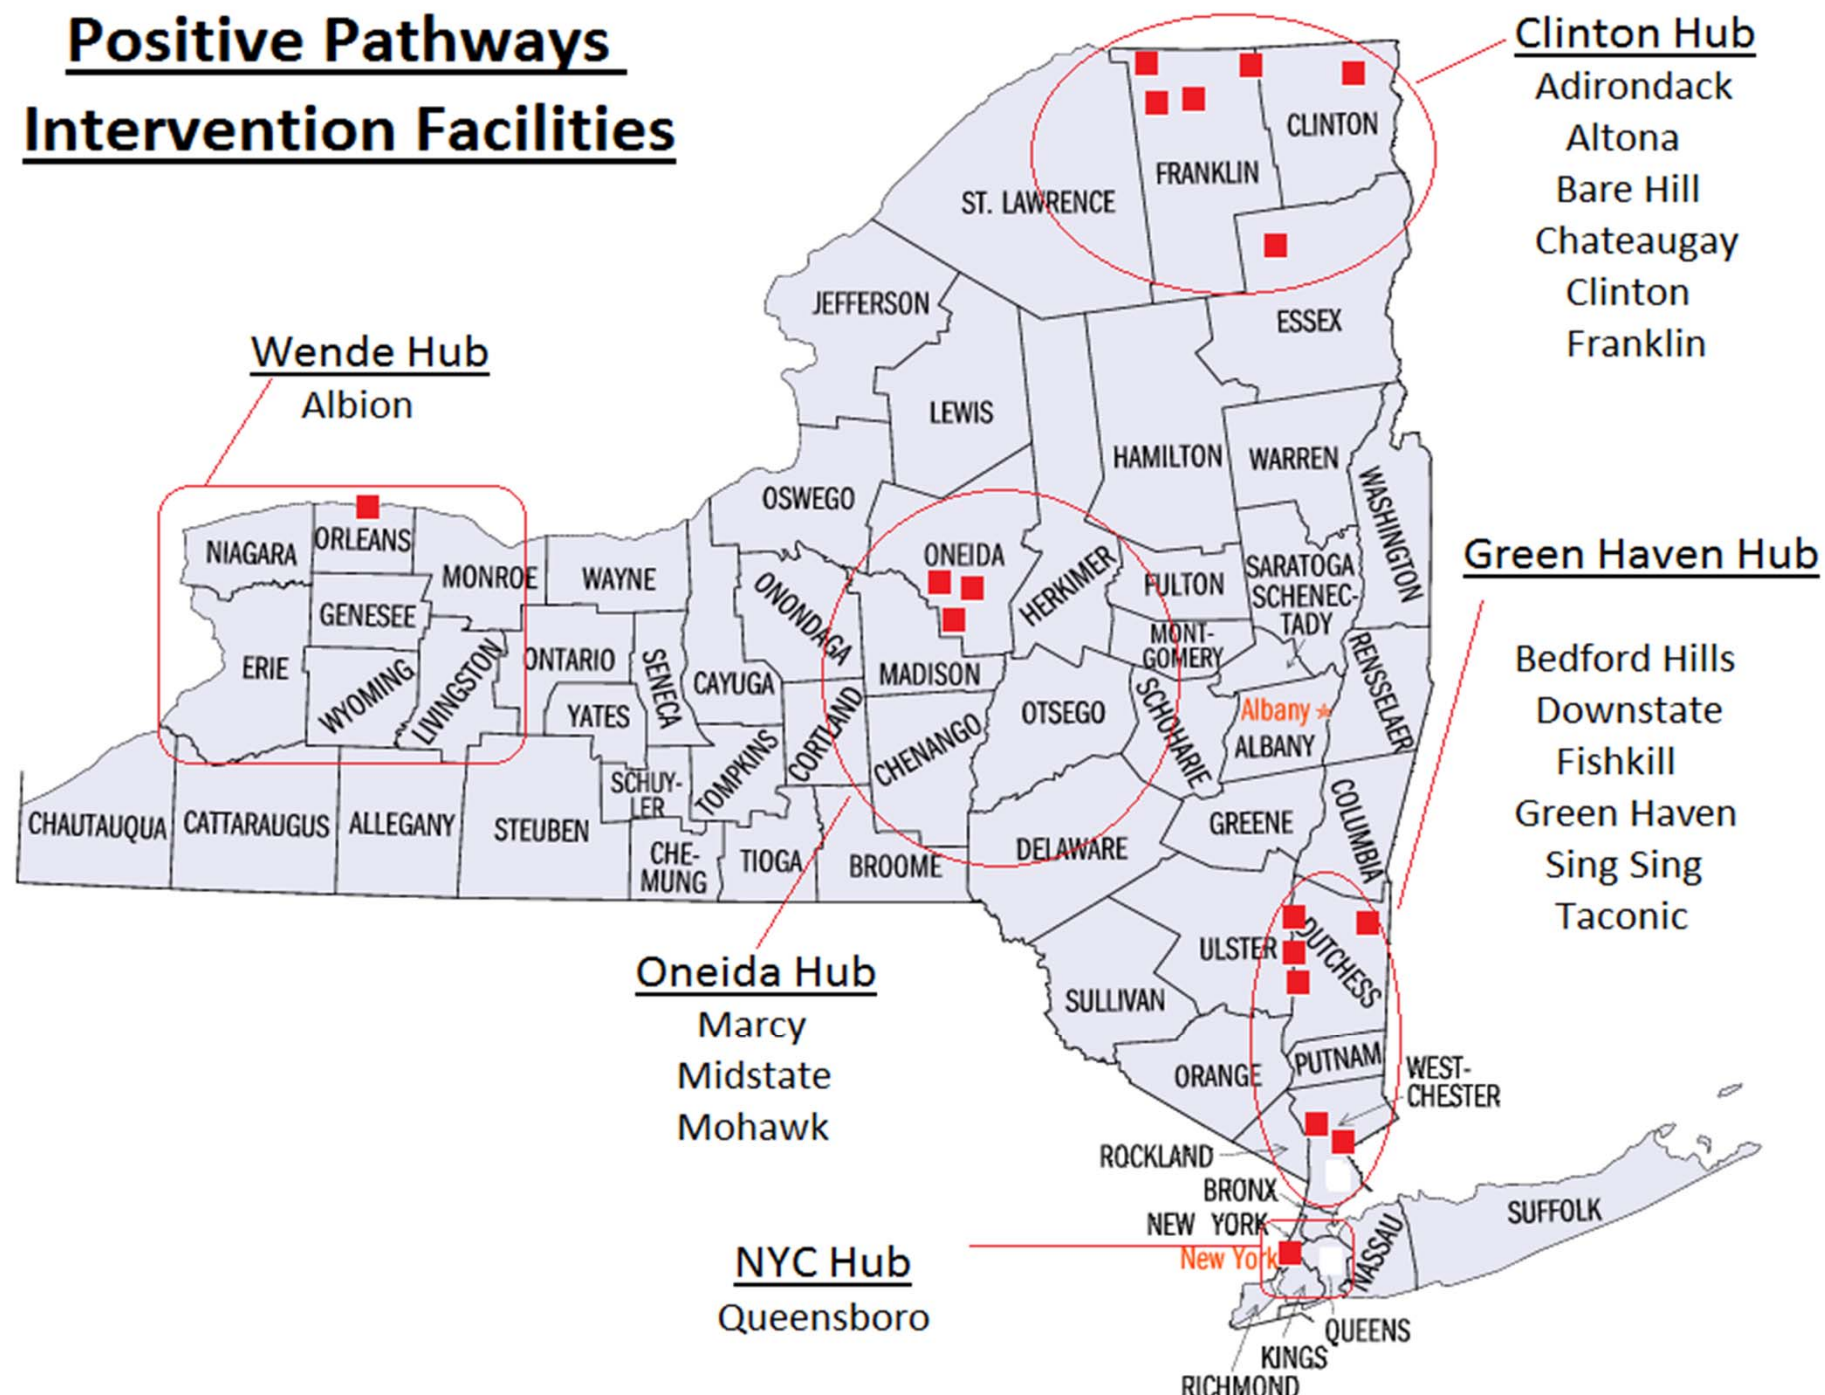 Positive Pathways
Intervention Facilities
Clinton Hub
Adirondack
Altona
Bare Hill
Chateaugay
Clinton
Franklin
Wende Hub
Albion
Green Haven Hub
Bedford Hills
Downstate
Fishkill
Green Haven
Sing Sing
Taconic
Oneida Hub
Marcy
Midstate
Mohawk
NYC Hub
Queensboro
CLINTON
FRANKLIN
ST. LAWRENCE
JEFFERSON
ESSEX
LEWIS
HAMILTON
WARREN
WASHINGTON
OSWEGO
ONEIDA
HERKIMER
FULTON
SARATOGA
SCHENEC-
TADY
MONT-
GOMERY
RENSSELAER
NIAGARA
ORLEANS
MONROE
WAYNE
GENESEE
ERIE
WYOMING
LIVINGSTON
ONTARIO
YATES
SENECA
CAYUGA
ONONDAGA
MADISON
CORTLAND
CHENANGO
OTSEGO
SCHOHARIE
Albany
ALBANY
CHAUTAUQUA
CATTARAUGUS
ALLEGANY
STEUBEN
SCHUY-
LER
TOMPKINS
CHE-
MUNG
TIOGA
BROOME
DELAWARE
GREENE
COLUMBIA
ULSTER
DUTCHESS
SULLIVAN
ORANGE
PUTNAM
WEST-
CHESTER
ROCKLAND
BRONX
NEW YORK
New York
NASSAU
SUFFOLK
QUEENS
KINGS
RICHMOND